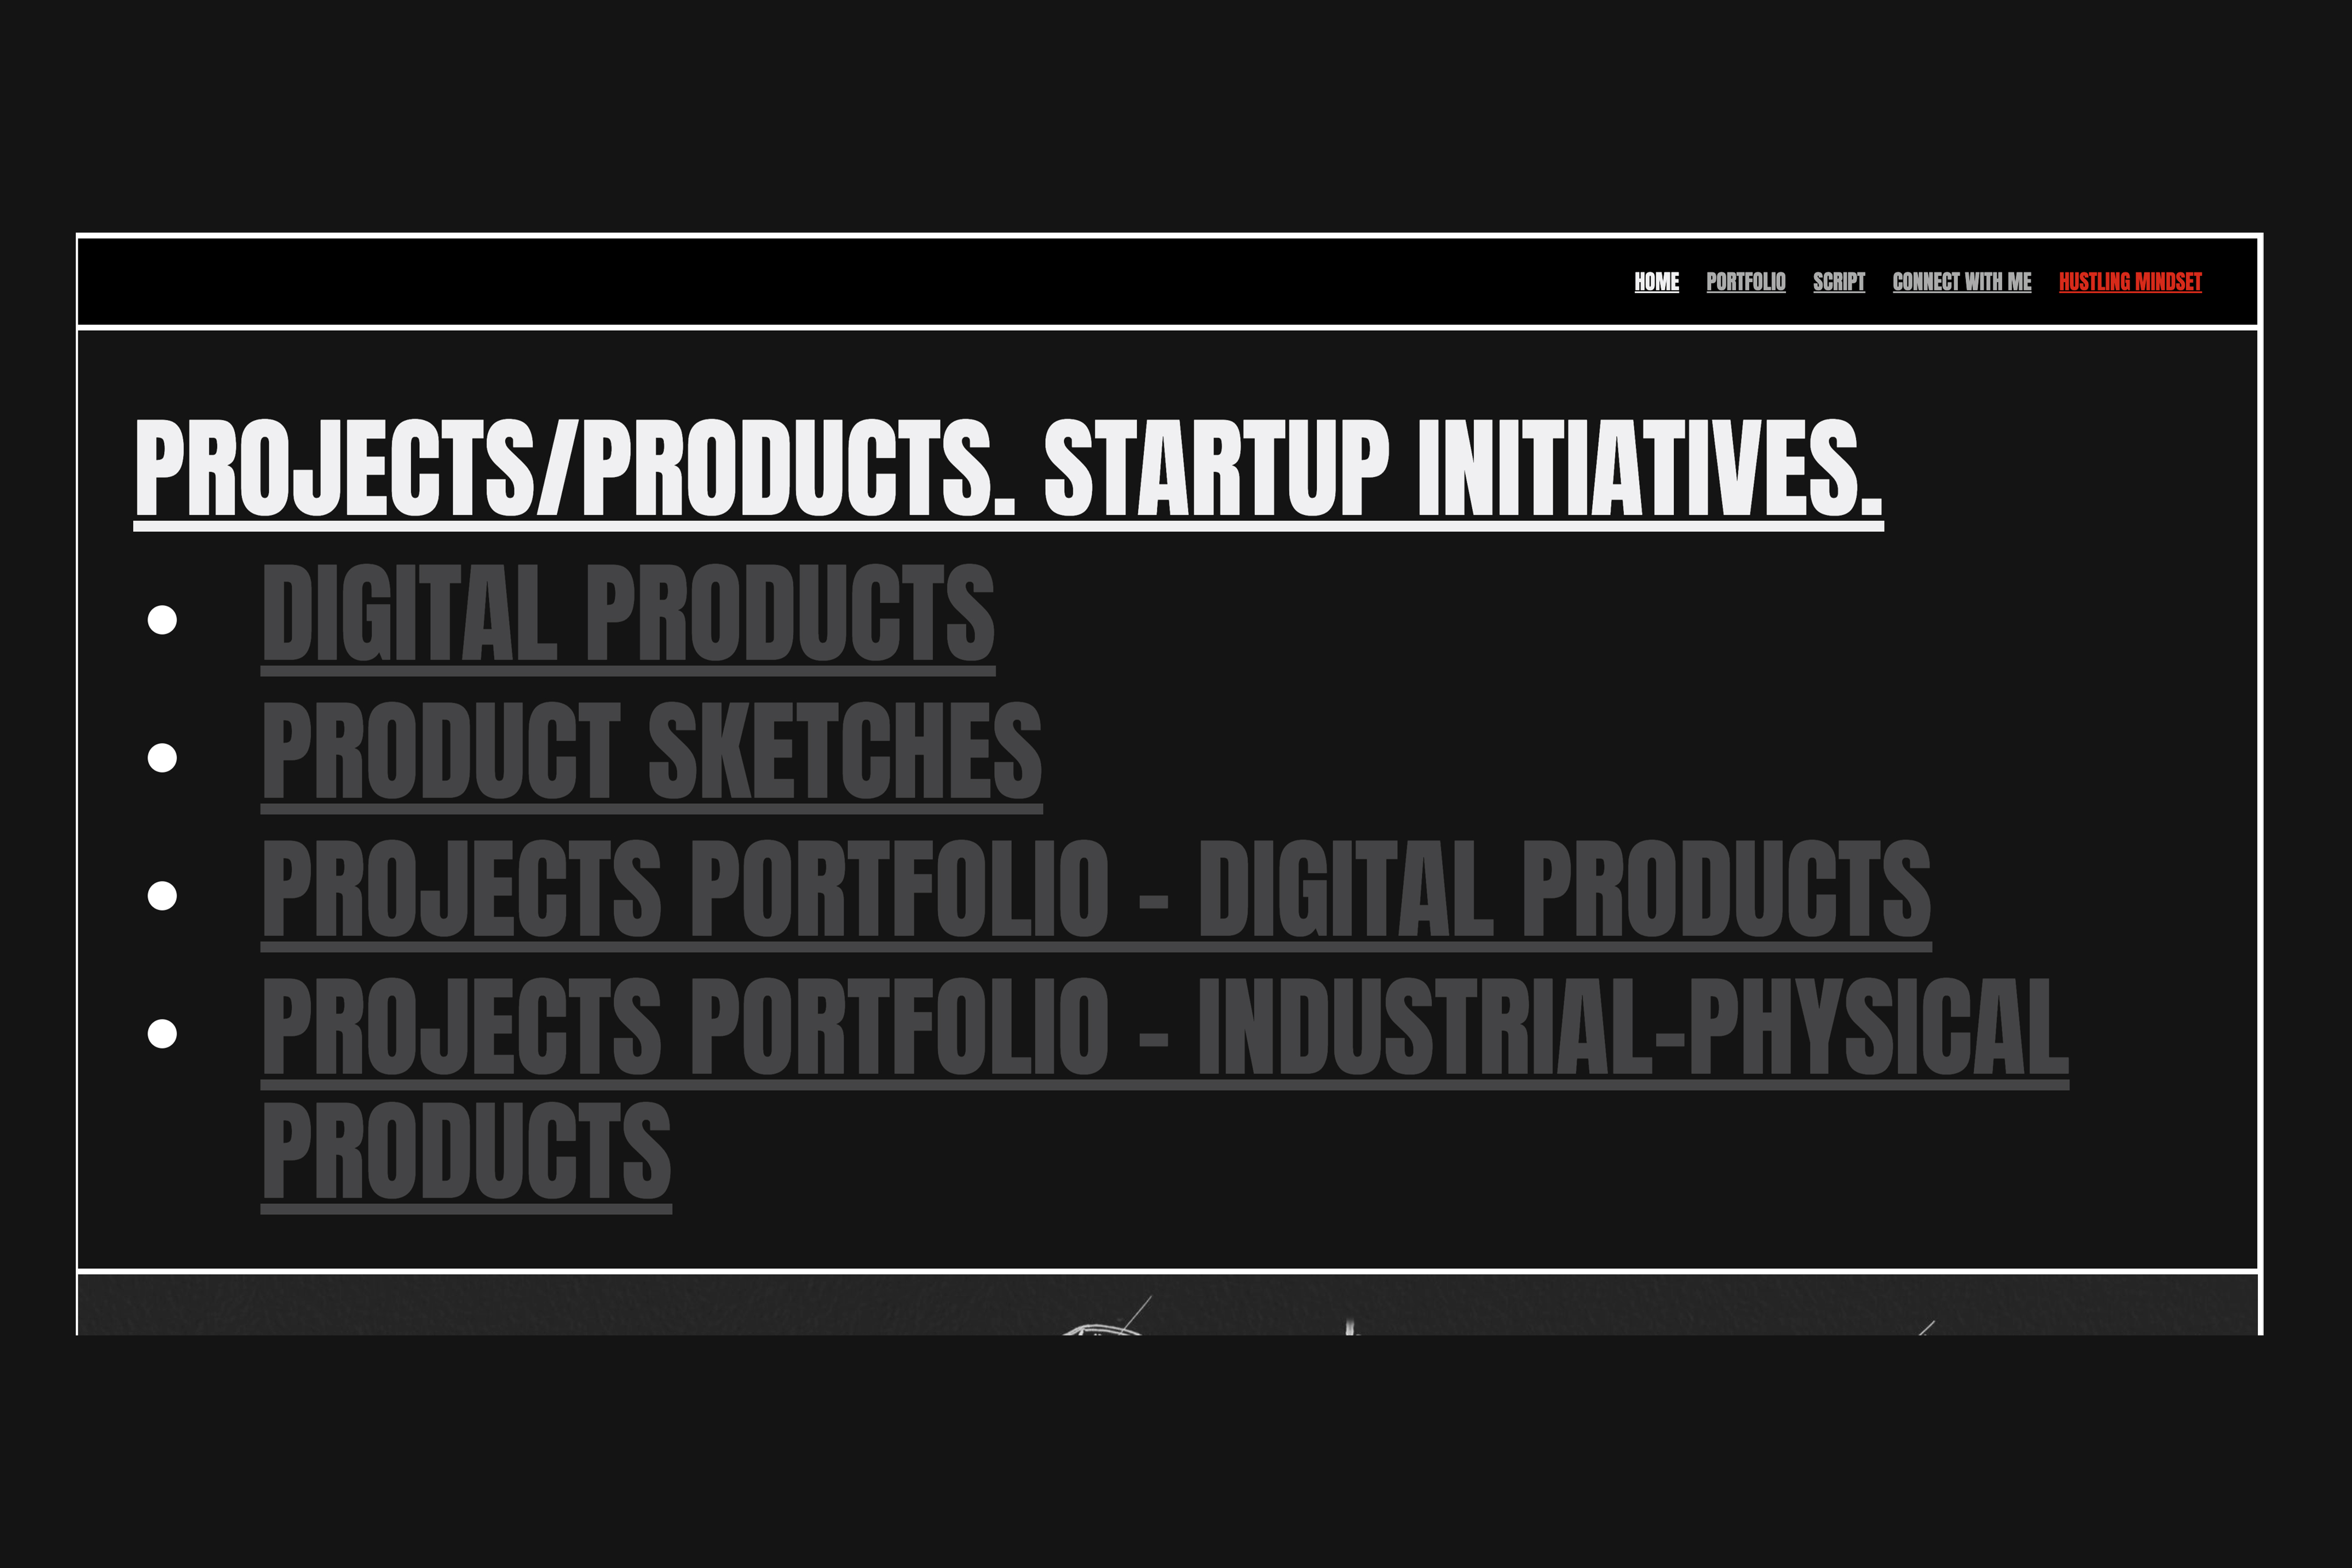 HOME PORTFOLIO SCRIPT CONNECT WITH ME HUSTLING MINDSET
PROJECTS/PRODUCTS. STARTUP INITIATIVES.
• DIGITAL PRODUCTS
• PRODUCT SKETCHES
• PROJECTS PORTFOLIO - DIGITAL PRODUCTS
• PROJECTS PORTFOLIO - INDUSTRIAL-PHYSICAL
PRODUCTS